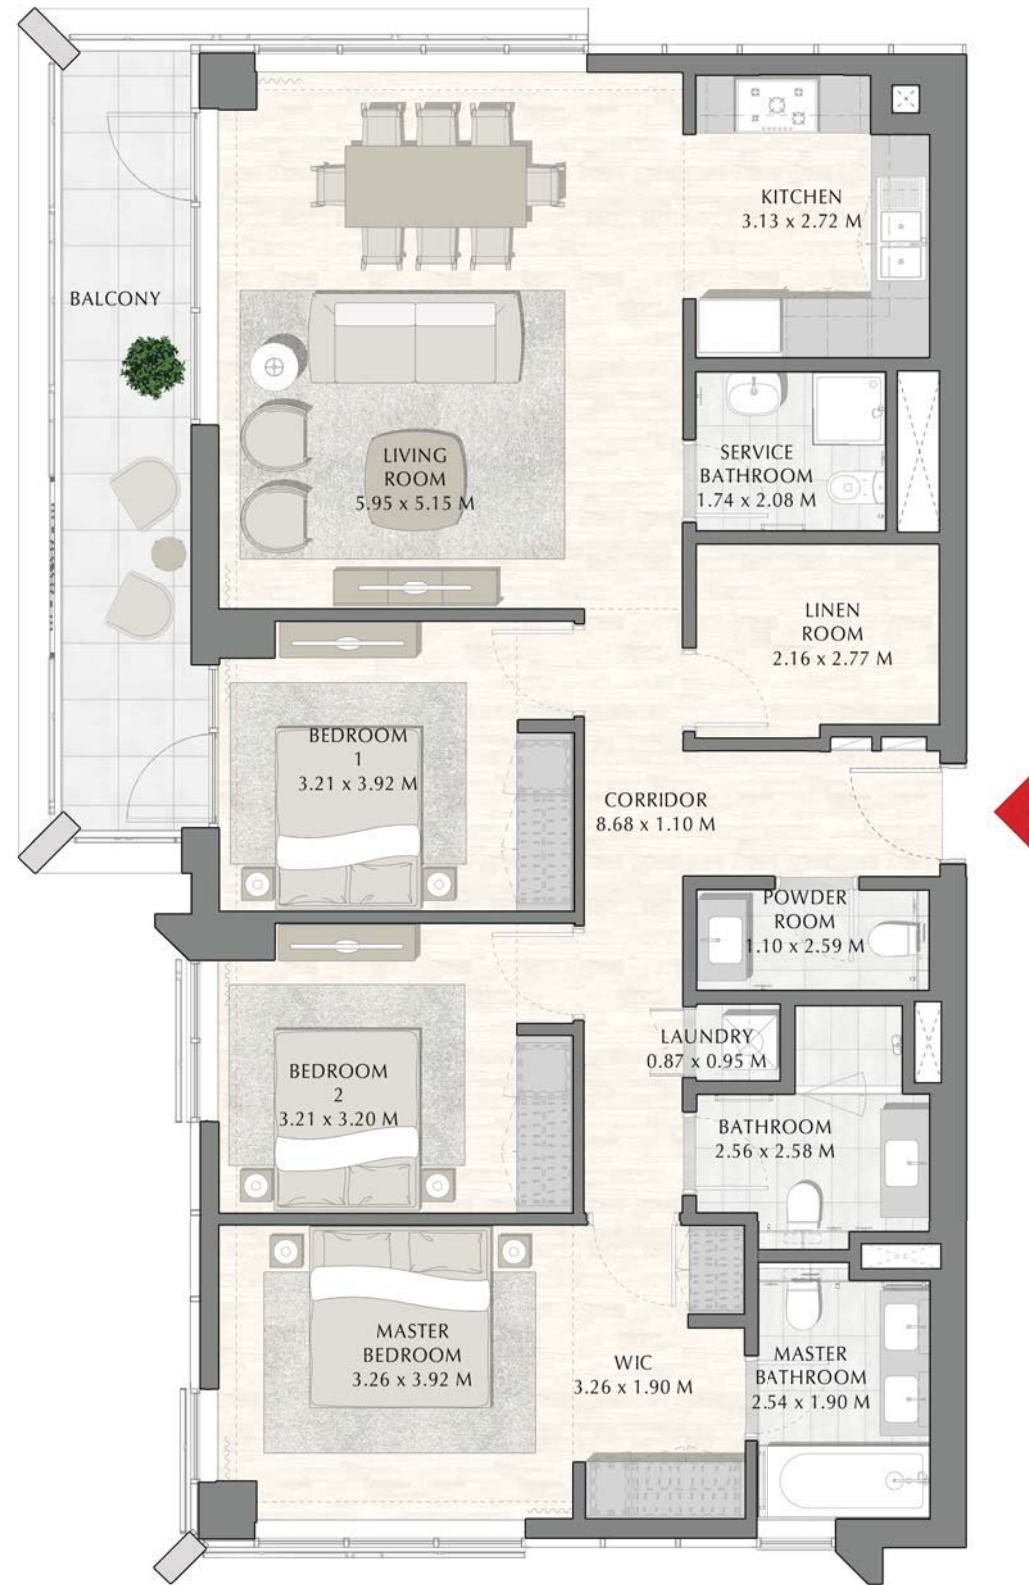 KITCHEN
3.13 x 2.72 M
BALCONY
LIVING
ROOM
5.95 x 5.15 M
SERVICE
BATHROOM
1.74 x 2.08 M
LINEN
ROOM
2.16 x 2.77 M
BEDROOM
1
3.21 x 3.92 M
CORRIDOR
8.68 x 1.10 M
POWDER
ROOM
1.10 x 2.59 M
LAUNDRY
0.87 x 0.95 M
BEDROOM
2
3.21 x 3.20 M
BATHROOM
2.56 x 2.58 M
MASTER
BEDROOM
3.26 x 3.92 M
WIC
3.26 x 1.90 M
MASTER
BATHROOM
2.54 x 1.90 M